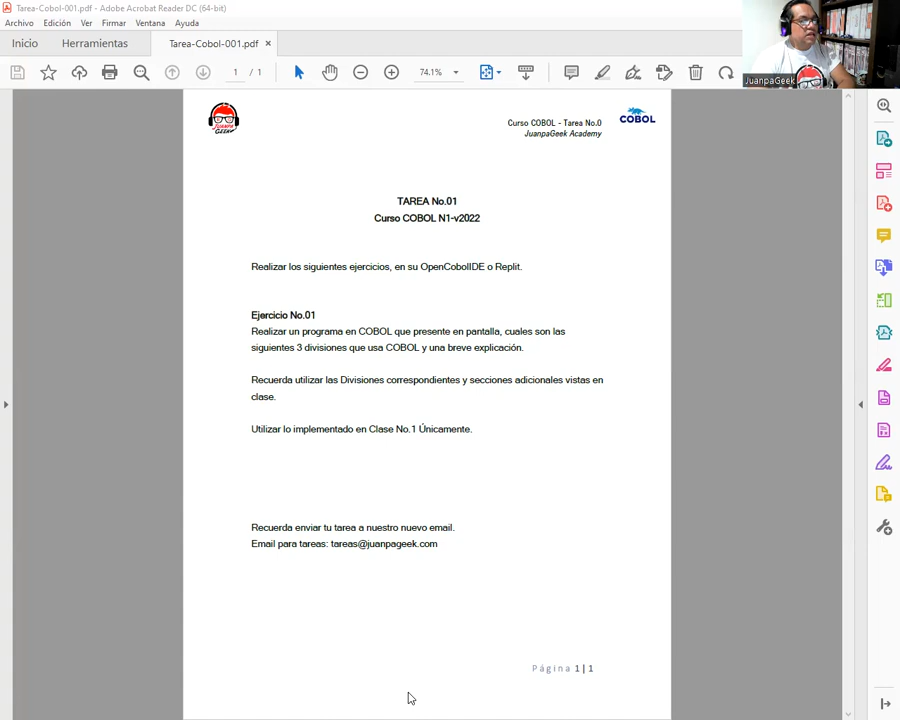 Tarea-Cobol-001.pdf - Adobe Acrobat Reader DC (64-bit)
Archivo Edición Ver Firmar Ventana Ayuda
Inicio Herramientas Tarea-Cobol-001.pdf ×
1 / 1 74.1%
JuanpaGeek
JUANPA GEEK
Curso COBOL - Tarea No.0
JuanpaGeek Academy
COBOL
TAREA No.01
Curso COBOL N1-v2022
Realizar los siguientes ejercicios, en su OpenCobolIDE o Replit.
Ejercicio No.01
Realizar un programa en COBOL que presente en pantalla, cuales son las
siguientes 3 divisiones que usa COBOL y una breve explicación.
Recuerda utilizar las Divisiones correspondientes y secciones adicionales vistas en
clase.
Utilizar lo implementado en Clase No.1 Únicamente.
Recuerda enviar tu tarea a nuestro nuevo email.
Email para tareas: tareas@juanpageek.com
Página 1 | 1